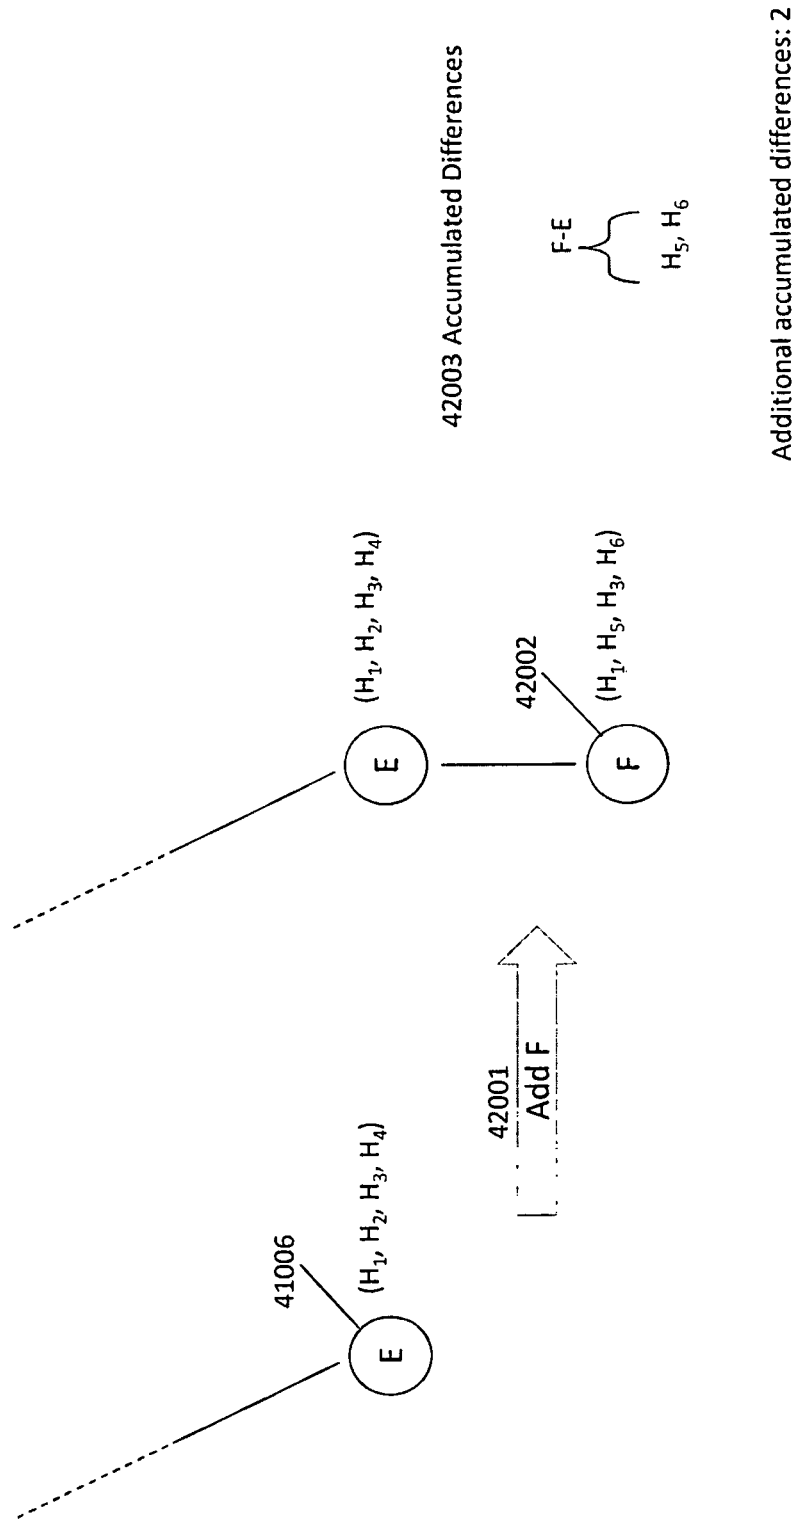 41006
E
(H₁, H₂, H₃, H₄)
42001
Add F
E
(H₁, H₂, H₃, H₄)
42002
F
(H₁, H₅, H₃, H₆)
42003 Accumulated Differences
F-E
H₅, H₆
Additional accumulated differences: 2